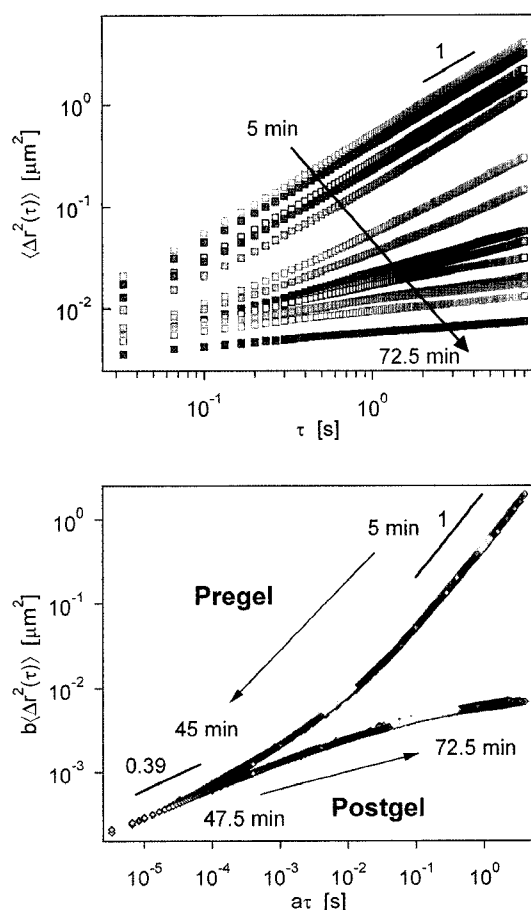 1
10⁰
5 min
⟨Δr²(τ)⟩ [μm²]
10⁻¹
10⁻²
72.5 min
10⁻¹
10⁰
τ [s]
10⁰
1
5 min
b⟨Δr²(τ)⟩ [μm²]
10⁻¹
Pregel
10⁻²
45 min
72.5 min
0.39
10⁻³
47.5 min
Postgel
10⁻⁵
10⁻⁴
10⁻³
10⁻²
10⁻¹
10⁰
aτ [s]